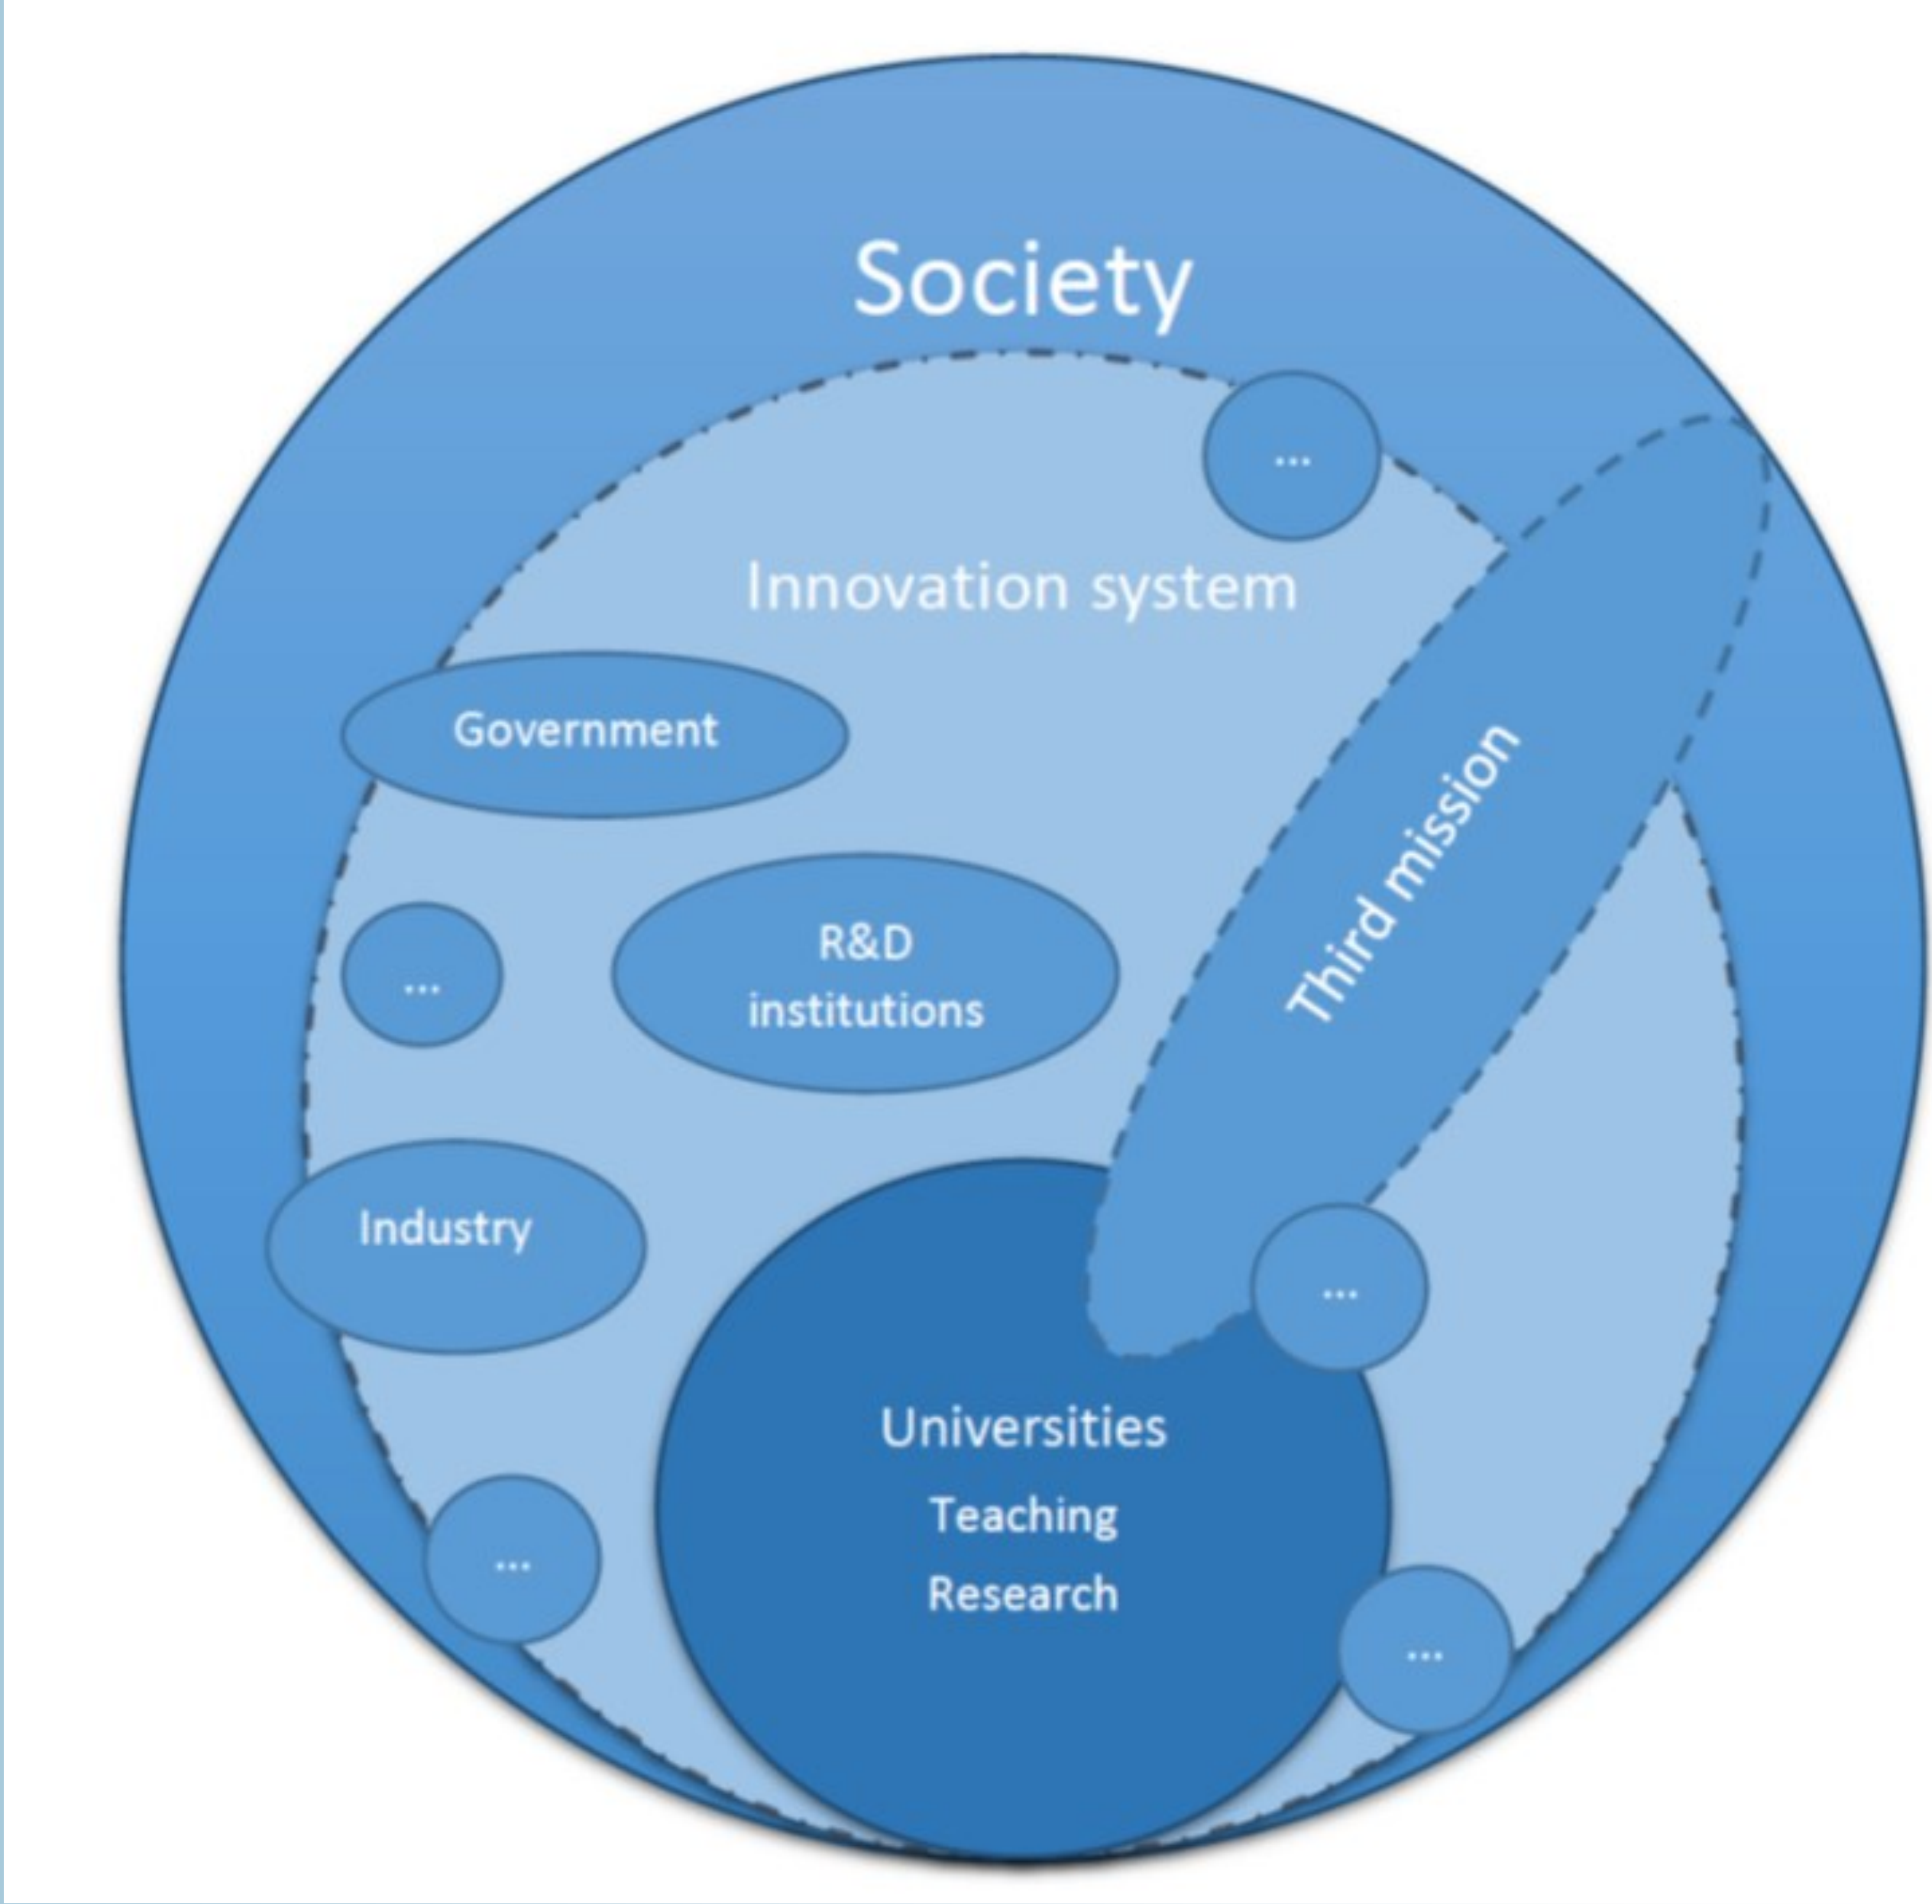 Society
...
Innovation system
Government
Third mission
R&D
institutions
...
Industry
...
Universities
Teaching
Research
...
...